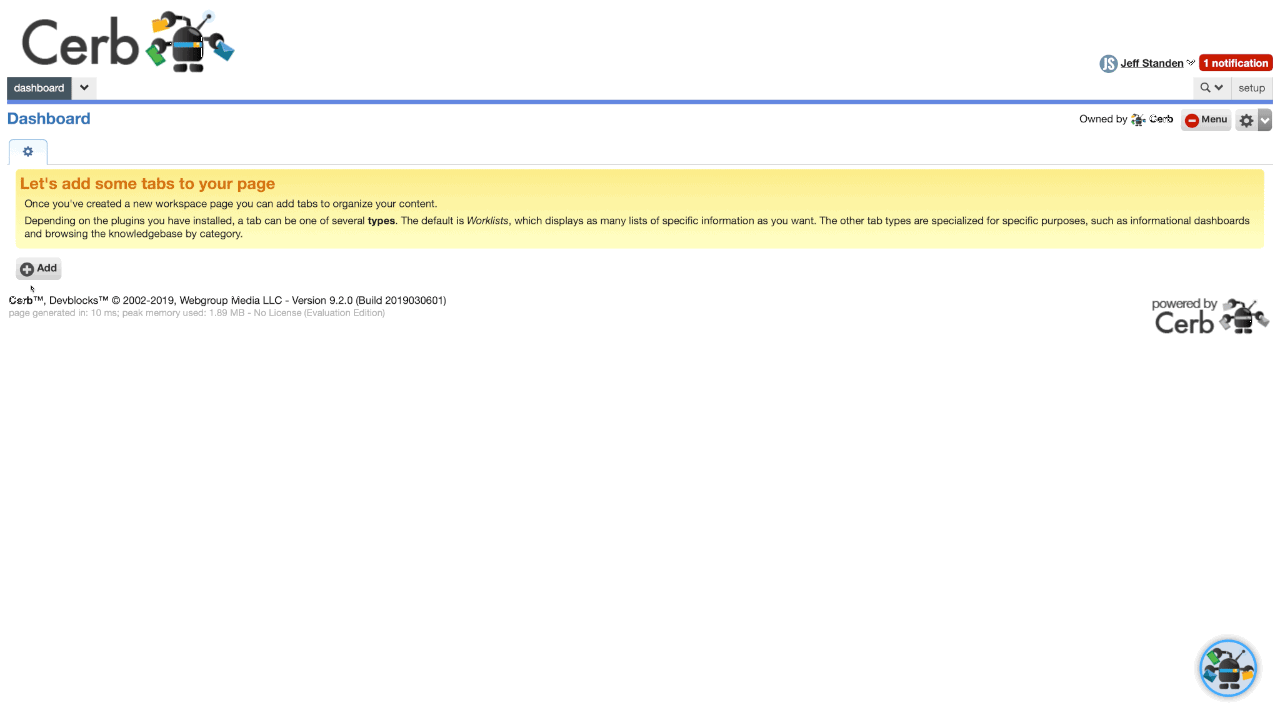 Cerb
JS Jeff Standen 1 notification
dashboard setup
Dashboard Owned by Cerb Menu
Let's add some tabs to your page
Once you've created a new workspace page you can add tabs to organize your content.
Depending on the plugins you have installed, a tab can be one of several types. The default is Worklists, which displays as many lists of specific information as you want. The other tab types are specialized for specific purposes, such as informational dashboards
and browsing the knowledgebase by category.
Add
Cerb™, Devblocks™ © 2002-2019, Webgroup Media LLC - Version 9.2.0 (Build 2019030601)
page generated in: 10 ms; peak memory used: 1.89 MB - No License (Evaluation Edition)
powered by
Cerb